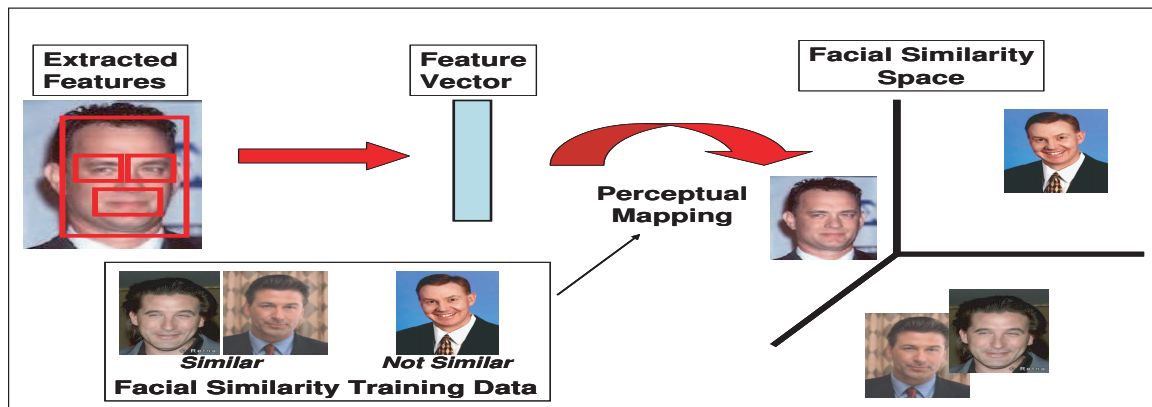 Extracted
Features
Feature
Vector
Facial Similarity
Space
Perceptual
Mapping
Similar
Not Similar
Facial Similarity Training Data